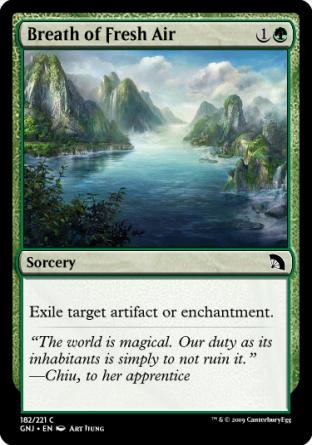 Breath of Fresh Air 1
Sorcery
Exile target artifact or enchantment.
"The world is magical. Our duty as its
inhabitants is simply to not ruin it."
—Chiu, to her apprentice
182/221 C
GNJ • EN Art Jfung
™ & © 2019 CanterburyEgg